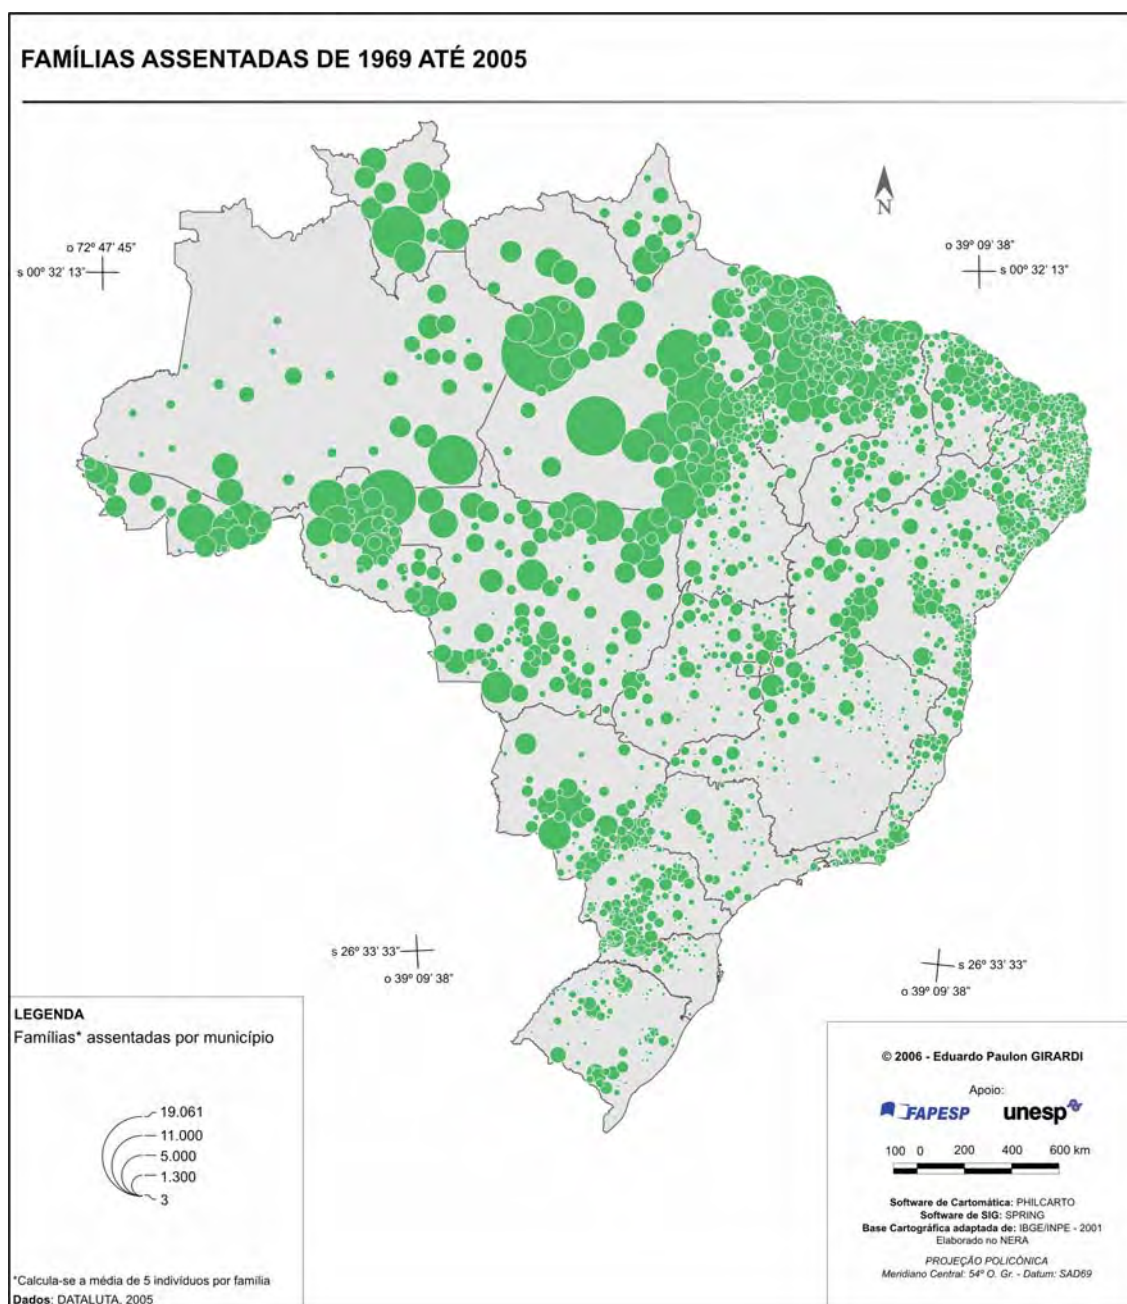 FAMÍLIAS ASSENTADAS DE 1969 ATÉ 2005
N
o 72º 47' 45"
s 00º 32' 13"
o 39º 09' 38"
s 00º 32' 13"
s 26º 33' 33"
o 39º 09' 38"
s 26º 33' 33"
o 39º 09' 38"
LEGENDA
Famílias* assentadas por município
19.061
11.000
5.000
1.300
3
*Calcula-se a média de 5 indivíduos por família
Dados: DATALUTA, 2005
© 2006 - Eduardo Paulon GIRARDI
Apoio:
FAPESP unesp
100 0 200 400 600 km
Software de Cartomática: PHILCARTO
Software de SIG: SPRING
Base Cartográfica adaptada de: IBGE/INPE - 2001
Elaborado no NERA
PROJEÇÃO POLICÔNICA
Meridiano Central: 54º O. Gr. - Datum: SAD69